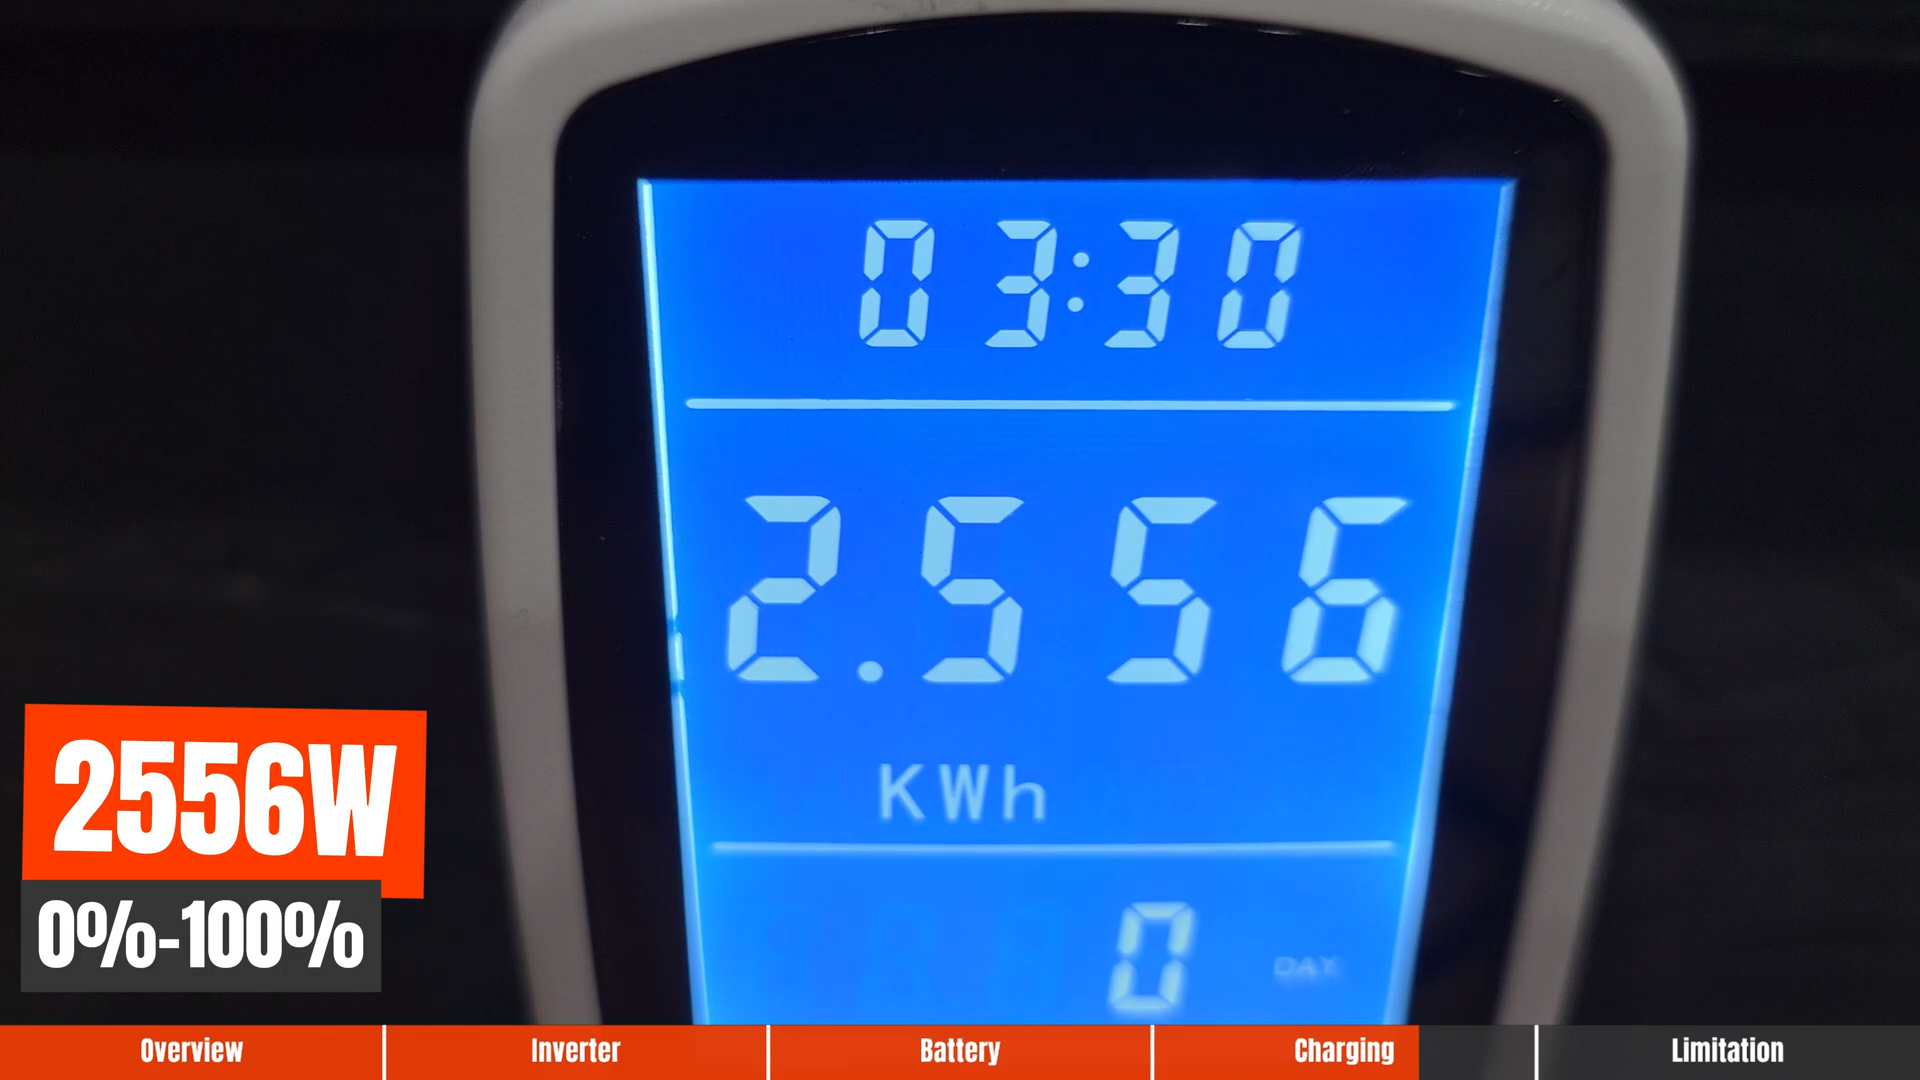 03:30
2.556
KWh
0 DAY
2556W
0%-100%
Overview Inverter Battery Charging Limitation